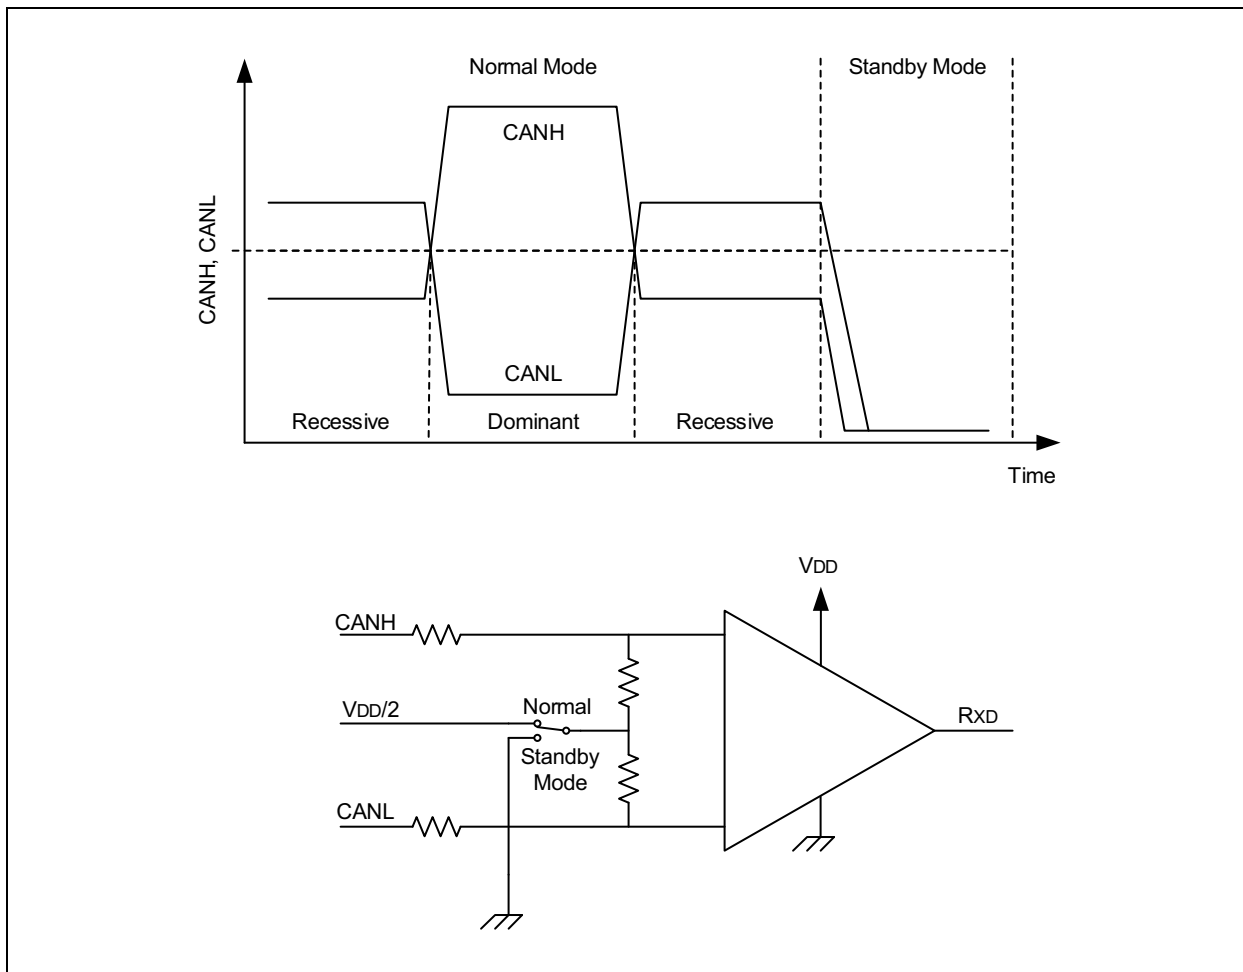 Normal Mode
Standby Mode
CANH
CANH, CANL
CANL
Recessive
Dominant
Recessive
Time
VDD
CANH
Normal
VDD/2
RXD
Standby
Mode
CANL